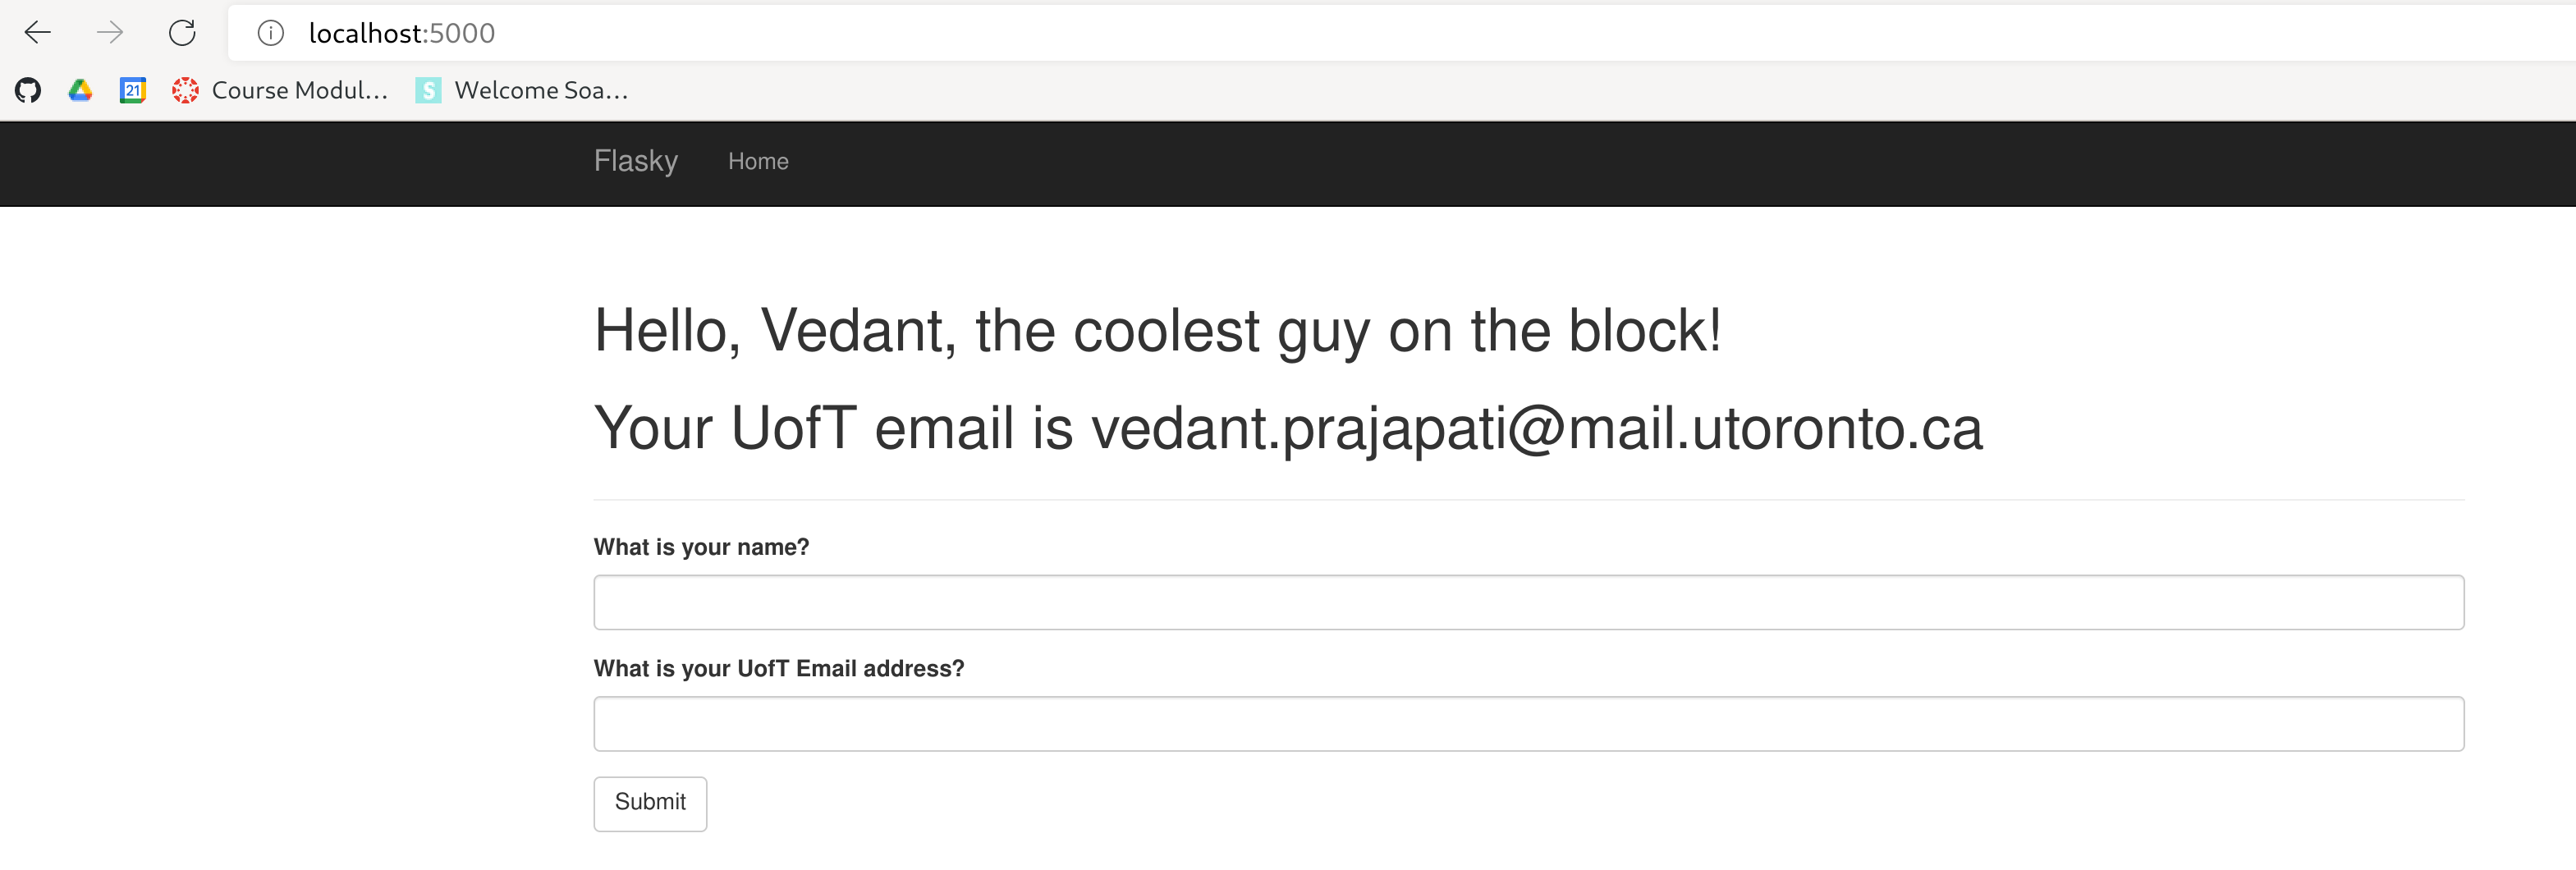 localhost:5000
21 Course Modul... S Welcome Soa...
Flasky Home
Hello, Vedant, the coolest guy on the block!
Your UofT email is vedant.prajapati@mail.utoronto.ca
What is your name?
What is your UofT Email address?
Submit